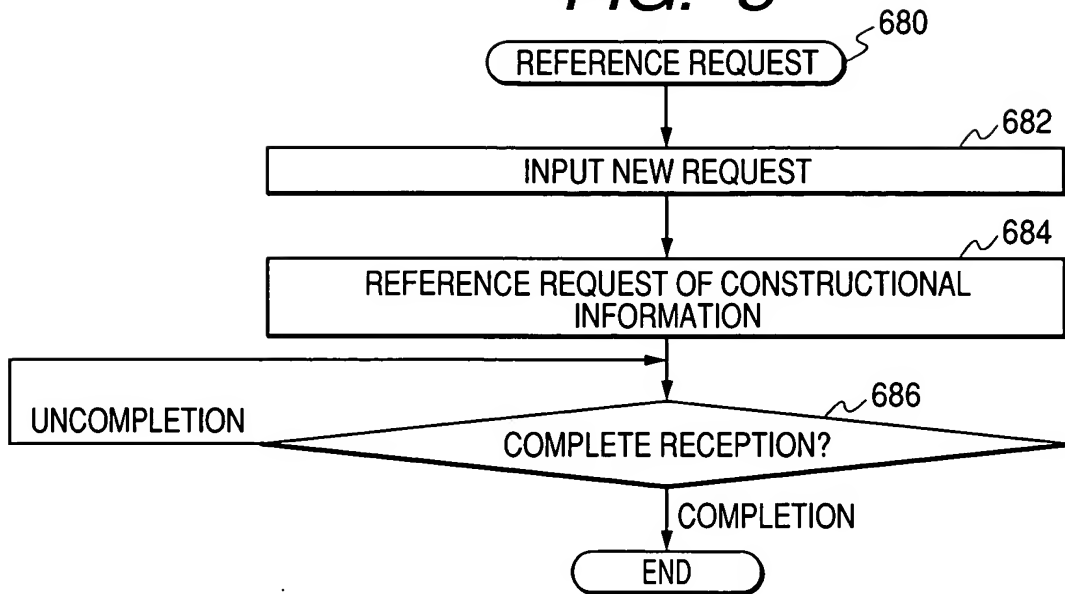 FIG.
680
REFERENCE REQUEST
682
INPUT NEW REQUEST
684
REFERENCE REQUEST OF CONSTRUCTIONAL
INFORMATION
686
UNCOMPLETION
COMPLETE RECEPTION?
COMPLETION
END